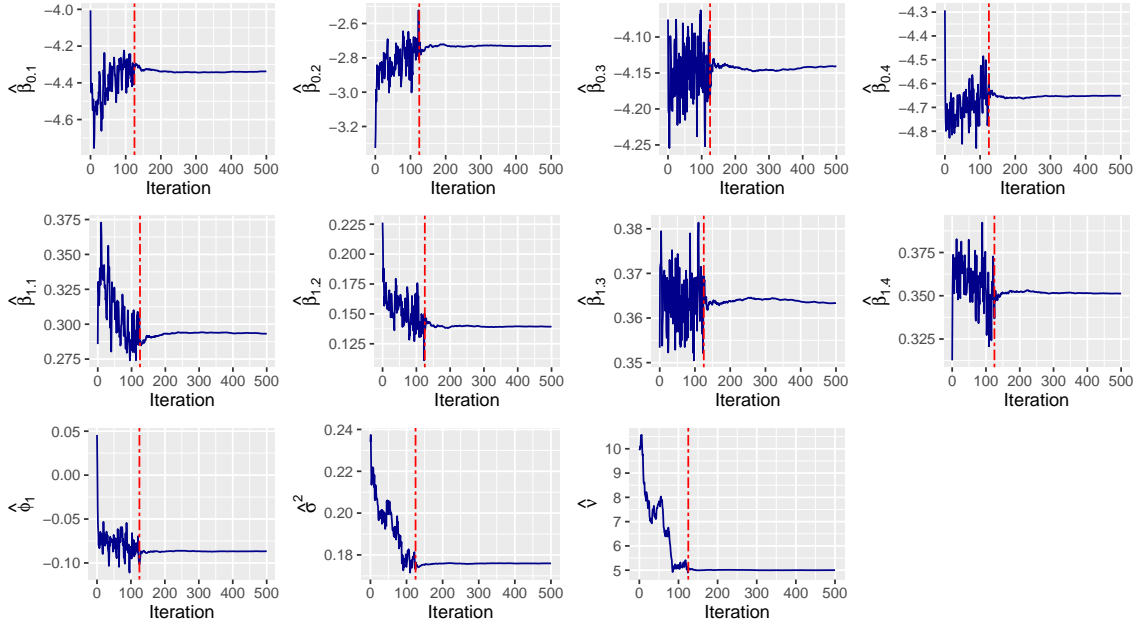 −4.0
−4.2
−4.4
−4.6
β̂0.1
0 100 200 300 400 500
Iteration
−2.6
−2.8
−3.0
−3.2
β̂0.2
0 100 200 300 400 500
Iteration
−4.10
−4.15
−4.20
−4.25
β̂0.3
0 100 200 300 400 500
Iteration
−4.3
−4.4
−4.5
−4.6
−4.7
−4.8
β̂0.4
0 100 200 300 400 500
Iteration
0.375
0.350
0.325
0.300
0.275
β̂1.1
0 100 200 300 400 500
Iteration
0.225
0.200
0.175
0.150
0.125
β̂1.2
0 100 200 300 400 500
Iteration
0.38
0.37
0.36
0.35
β̂1.3
0 100 200 300 400 500
Iteration
0.375
0.350
0.325
β̂1.4
0 100 200 300 400 500
Iteration
0.05
0.00
−0.05
−0.10
ϕ̂1
0 100 200 300 400 500
Iteration
0.24
0.22
0.20
0.18
σ̂²
0 100 200 300 400 500
Iteration
10
9
8
7
6
5
ν̂
0 100 200 300 400 500
Iteration